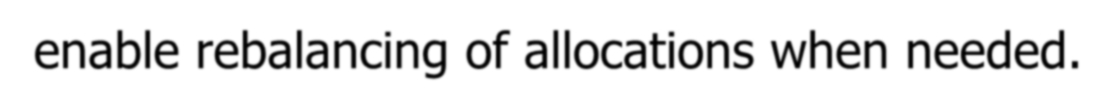 enable rebalancing of allocations when needed.